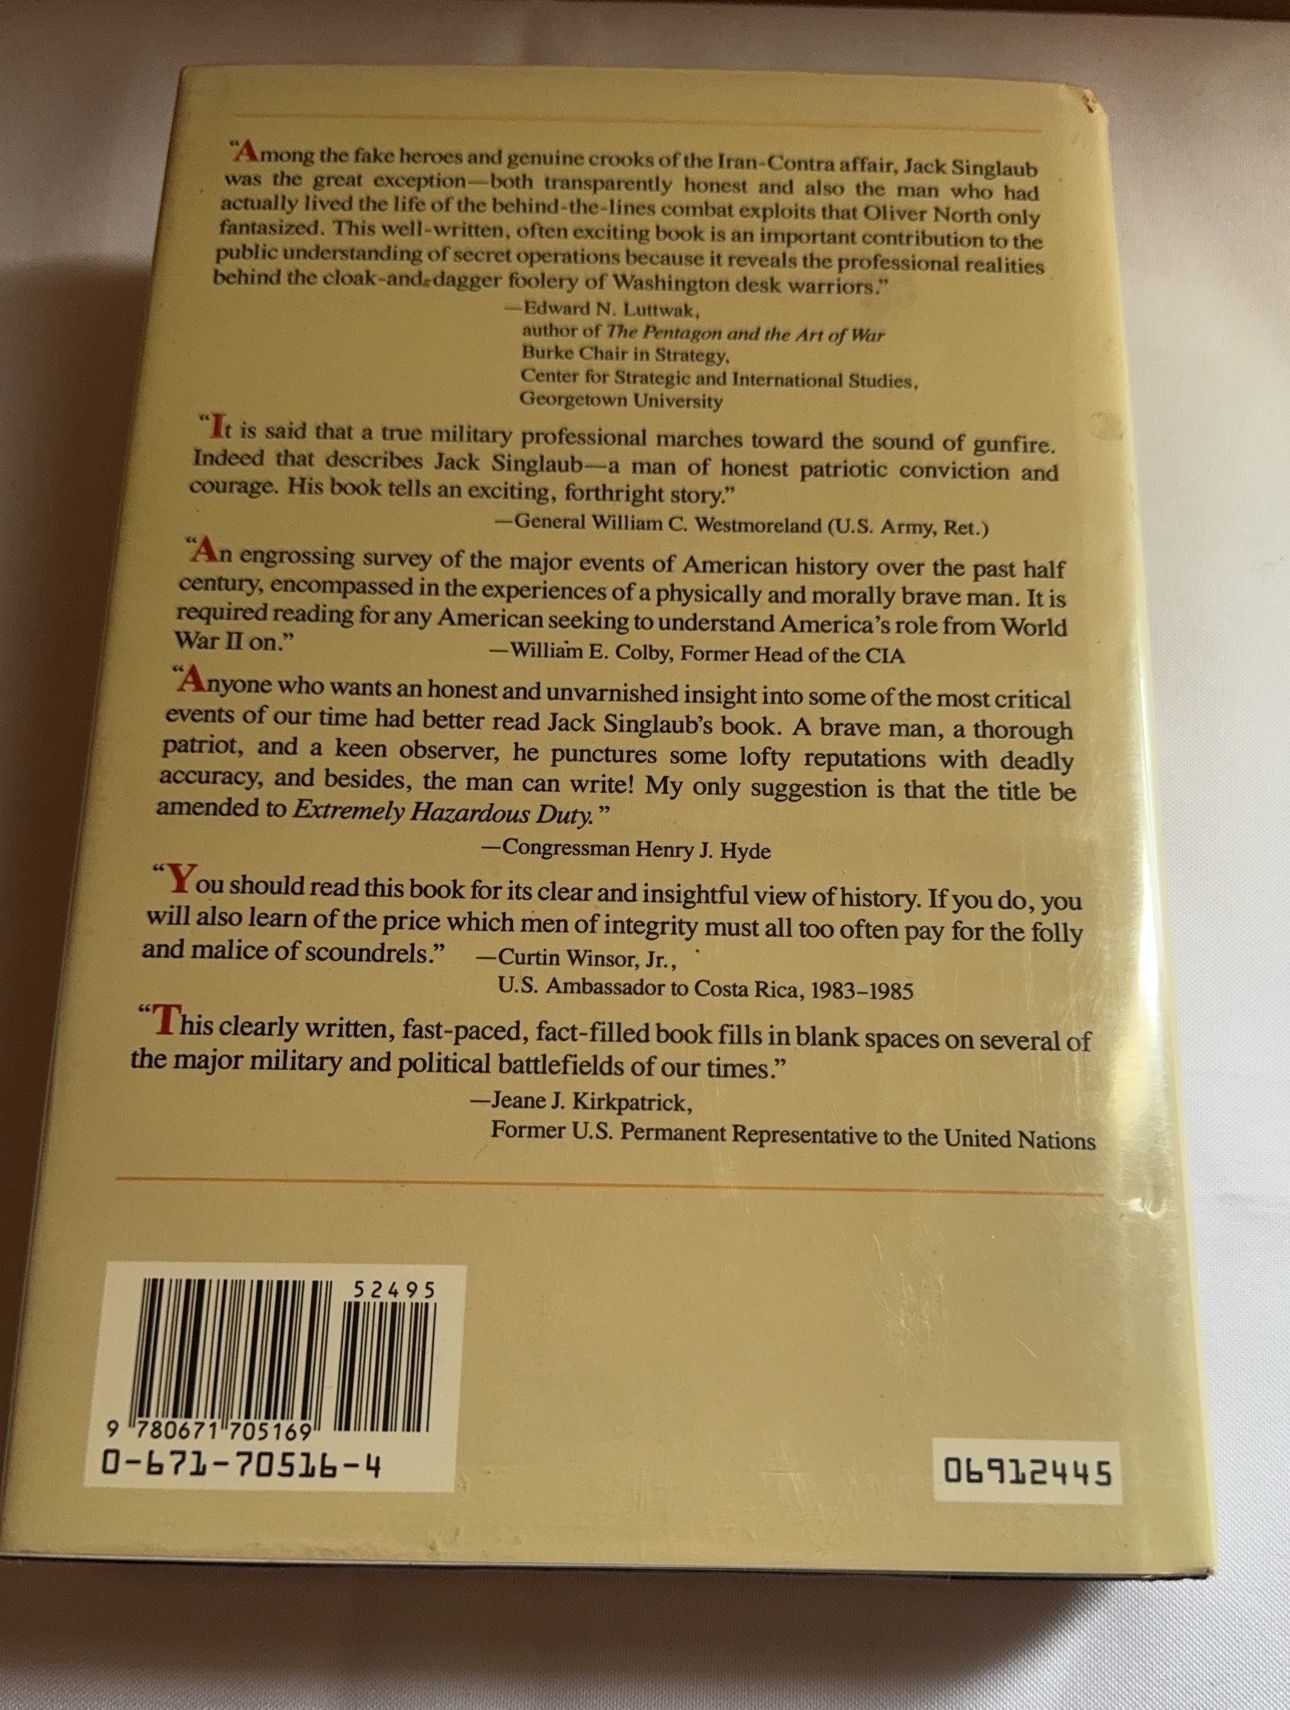 “Among the fake heroes and genuine crooks of the Iran-Contra affair, Jack Singlaub
was the great exception—both transparently honest and also the man who had
actually lived the life of the behind-the-lines combat exploits that Oliver North only
fantasized. This well-written, often exciting book is an important contribution to the
public understanding of secret operations because it reveals the professional realities
behind the cloak-and-dagger foolery of Washington desk warriors.”
—Edward N. Luttwak,
author of The Pentagon and the Art of War
Burke Chair in Strategy,
Center for Strategic and International Studies,
Georgetown University
“It is said that a true military professional marches toward the sound of gunfire.
Indeed that describes Jack Singlaub—a man of honest patriotic conviction and
courage. His book tells an exciting, forthright story.”
—General William C. Westmoreland (U.S. Army, Ret.)
“An engrossing survey of the major events of American history over the past half
century, encompassed in the experiences of a physically and morally brave man. It is
required reading for any American seeking to understand America’s role from World
War II on.” —William E. Colby, Former Head of the CIA
“Anyone who wants an honest and unvarnished insight into some of the most critical
events of our time had better read Jack Singlaub’s book. A brave man, a thorough
patriot, and a keen observer, he punctures some lofty reputations with deadly
accuracy, and besides, the man can write! My only suggestion is that the title be
amended to Extremely Hazardous Duty.”
—Congressman Henry J. Hyde
“You should read this book for its clear and insightful view of history. If you do, you
will also learn of the price which men of integrity must all too often pay for the folly
and malice of scoundrels.” —Curtin Winsor, Jr.,
U.S. Ambassador to Costa Rica, 1983–1985
“This clearly written, fast-paced, fact-filled book fills in blank spaces on several of
the major military and political battlefields of our times.”
—Jeane J. Kirkpatrick,
Former U.S. Permanent Representative to the United Nations
52495
9 780671 705169
0-671-70516-4
06912445